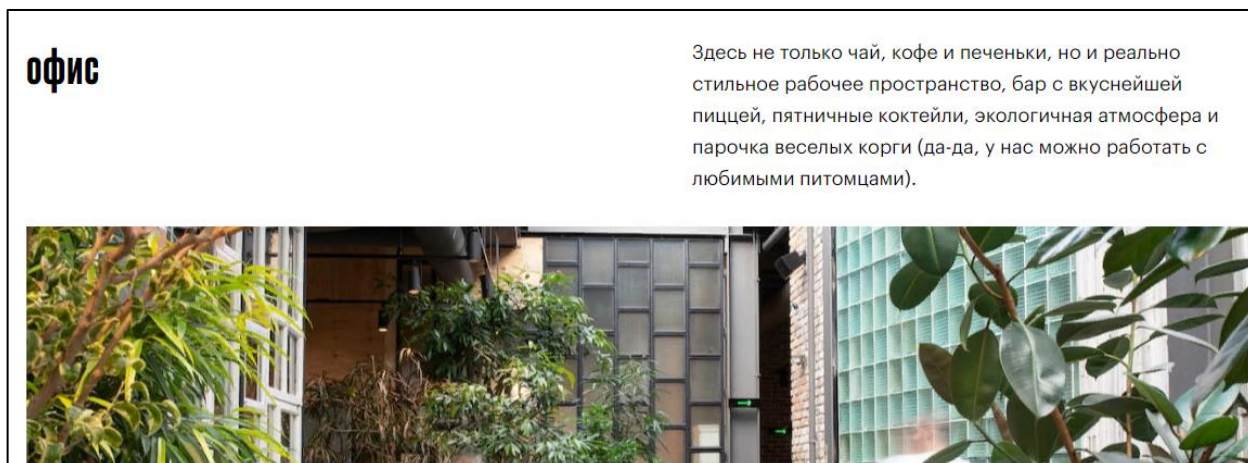 офис
Здесь не только чай, кофе и печеньки, но и реально
стильное рабочее пространство, бар с вкуснейшей
пиццей, пятничные коктейли, экологичная атмосфера и
парочка веселых корги (да-да, у нас можно работать с
любимыми питомцами).